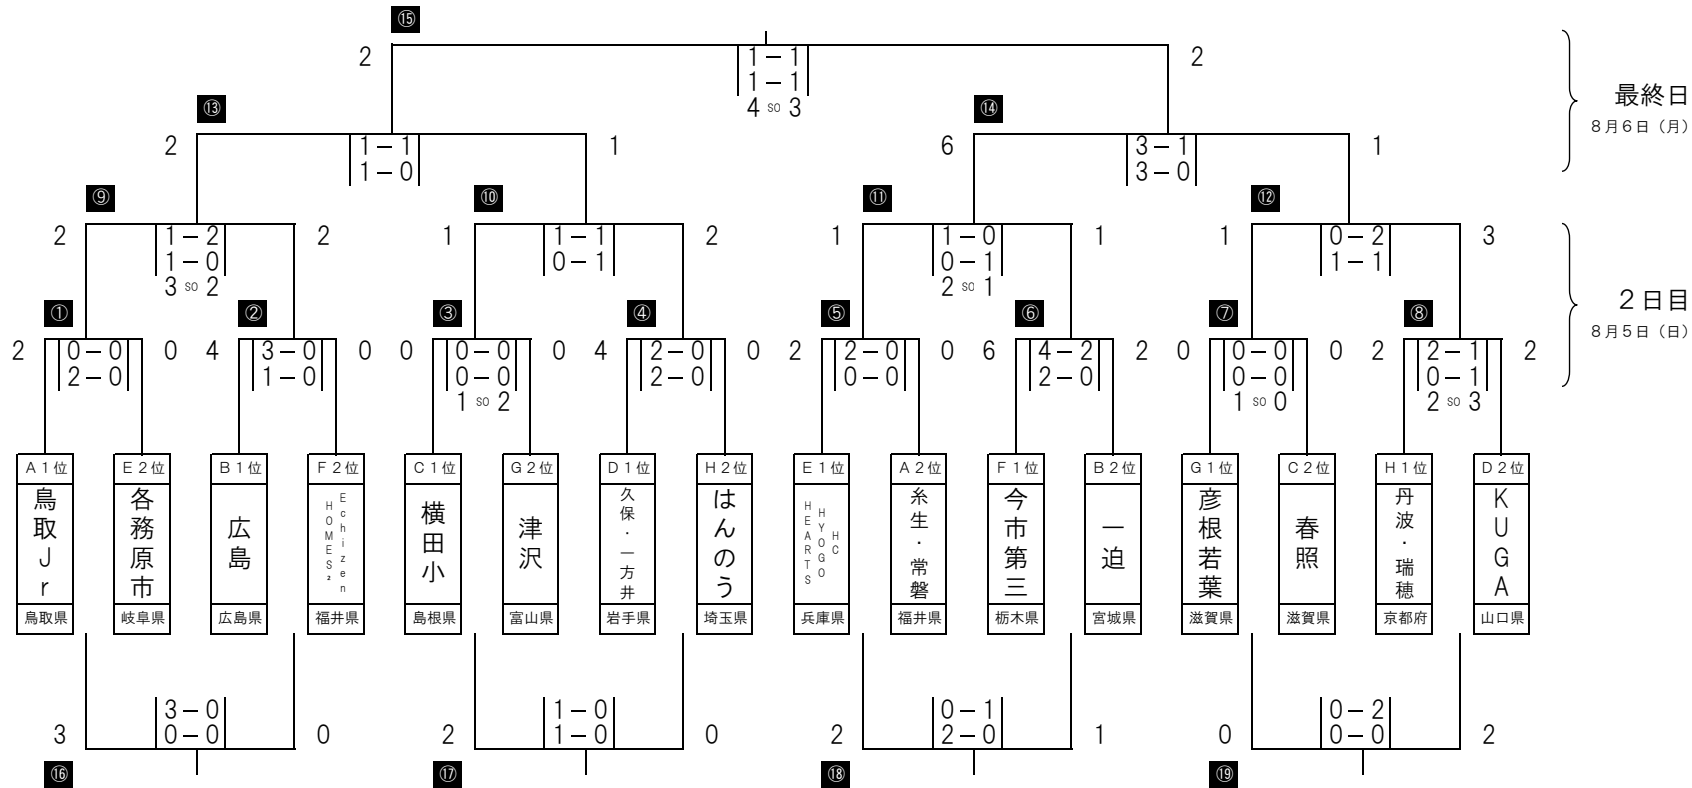 ⑮
2 1－1 2
1－1
4 SO 3
最終日
８月６日（月）
⑬ ⑭
2 1－1 1 6 3－1 1
1－0 3－0
⑨ ⑩ ⑪ ⑫
2 1－2 2 1 1－1 2 1 1－0 1 1 0－2 3
1－0 0－1 0－1 1－1
3 SO 2 2 SO 1
２日目
８月５日（日）
① ② ③ ④ ⑤ ⑥ ⑦ ⑧
2 0－0 0 4 3－0 0 0 0－0 0 4 2－0 0 2 2－0 0 6 4－2 2 0 0－0 0 2 2－1 2
2－0 1－0 0－0 2－0 0－0 2－0 0－0 0－1
1 SO 2 1 SO 0 2 SO 3
Ａ１位 Ｅ２位 Ｂ１位 Ｆ２位 Ｃ１位 Ｇ２位 Ｄ１位 Ｈ２位 Ｅ１位 Ａ２位 Ｆ１位 Ｂ２位 Ｇ１位 Ｃ２位 Ｈ１位 Ｄ２位
鳥取Ｊｒ
各務原市
広島
Ｅｃｈｉｚｅｎ
ＨＯＭＥＳ²
横田小
津沢
久保・一方井
はんのう
ＨＣ
ＨＹＯＧＯ
ＨＥＡＲＴＳ
糸生・常磐
今市第三
一迫
彦根若葉
春照
丹波・瑞穂
ＫＵＧＡ
鳥取県 岐阜県 広島県 福井県 島根県 富山県 岩手県 埼玉県 兵庫県 福井県 栃木県 宮城県 滋賀県 滋賀県 京都府 山口県
3－0 1－0 0－1 0－2
3 0－0 0 2 1－0 0 2 2－0 1 0 0－0 2
⑯ ⑰ ⑱ ⑲